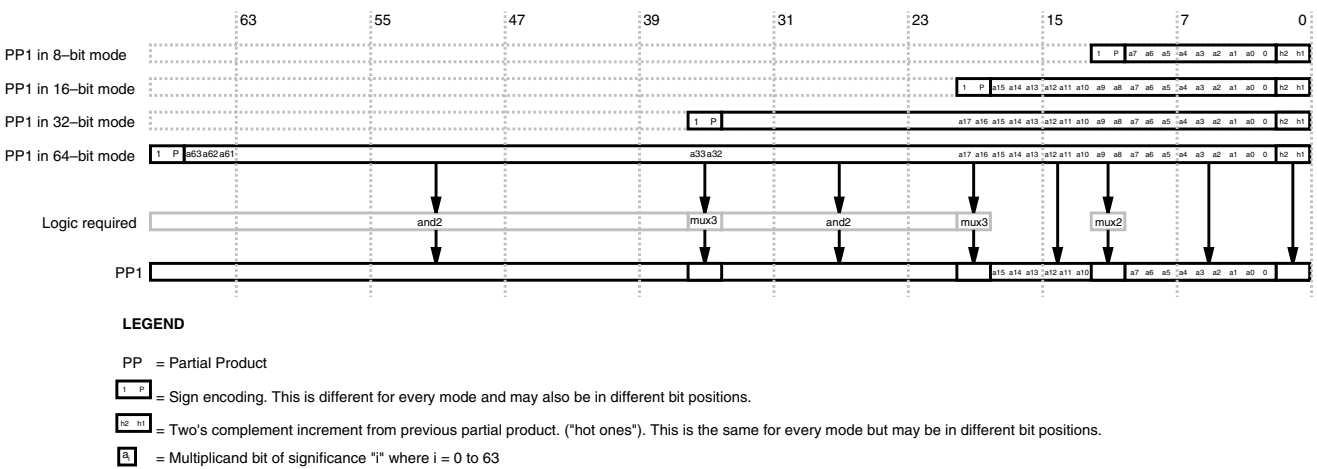 63 55 47 39 31 23 15 7 0
PP1 in 8–bit mode 1 P a7 a6 a5 a4 a3 a2 a1 a0 0 h2 h1
PP1 in 16–bit mode 1 P a15 a14 a13 a12 a11 a10 a9 a8 a7 a6 a5 a4 a3 a2 a1 a0 0 h2 h1
PP1 in 32–bit mode 1 P a17 a16 a15 a14 a13 a12 a11 a10 a9 a8 a7 a6 a5 a4 a3 a2 a1 a0 0 h2 h1
PP1 in 64–bit mode 1 P a63 a62 a61 a33 a32 a17 a16 a15 a14 a13 a12 a11 a10 a9 a8 a7 a6 a5 a4 a3 a2 a1 a0 0 h2 h1
Logic required and2 mux3 and2 mux3 mux2
PP1 a15 a14 a13 a12 a11 a10 a7 a6 a5 a4 a3 a2 a1 a0 0
LEGEND
PP = Partial Product
1 P = Sign encoding. This is different for every mode and may also be in different bit positions.
h2 h1 = Two's complement increment from previous partial product. ("hot ones"). This is the same for every mode but may be in different bit positions.
ai = Multiplicand bit of significance "i" where i = 0 to 63